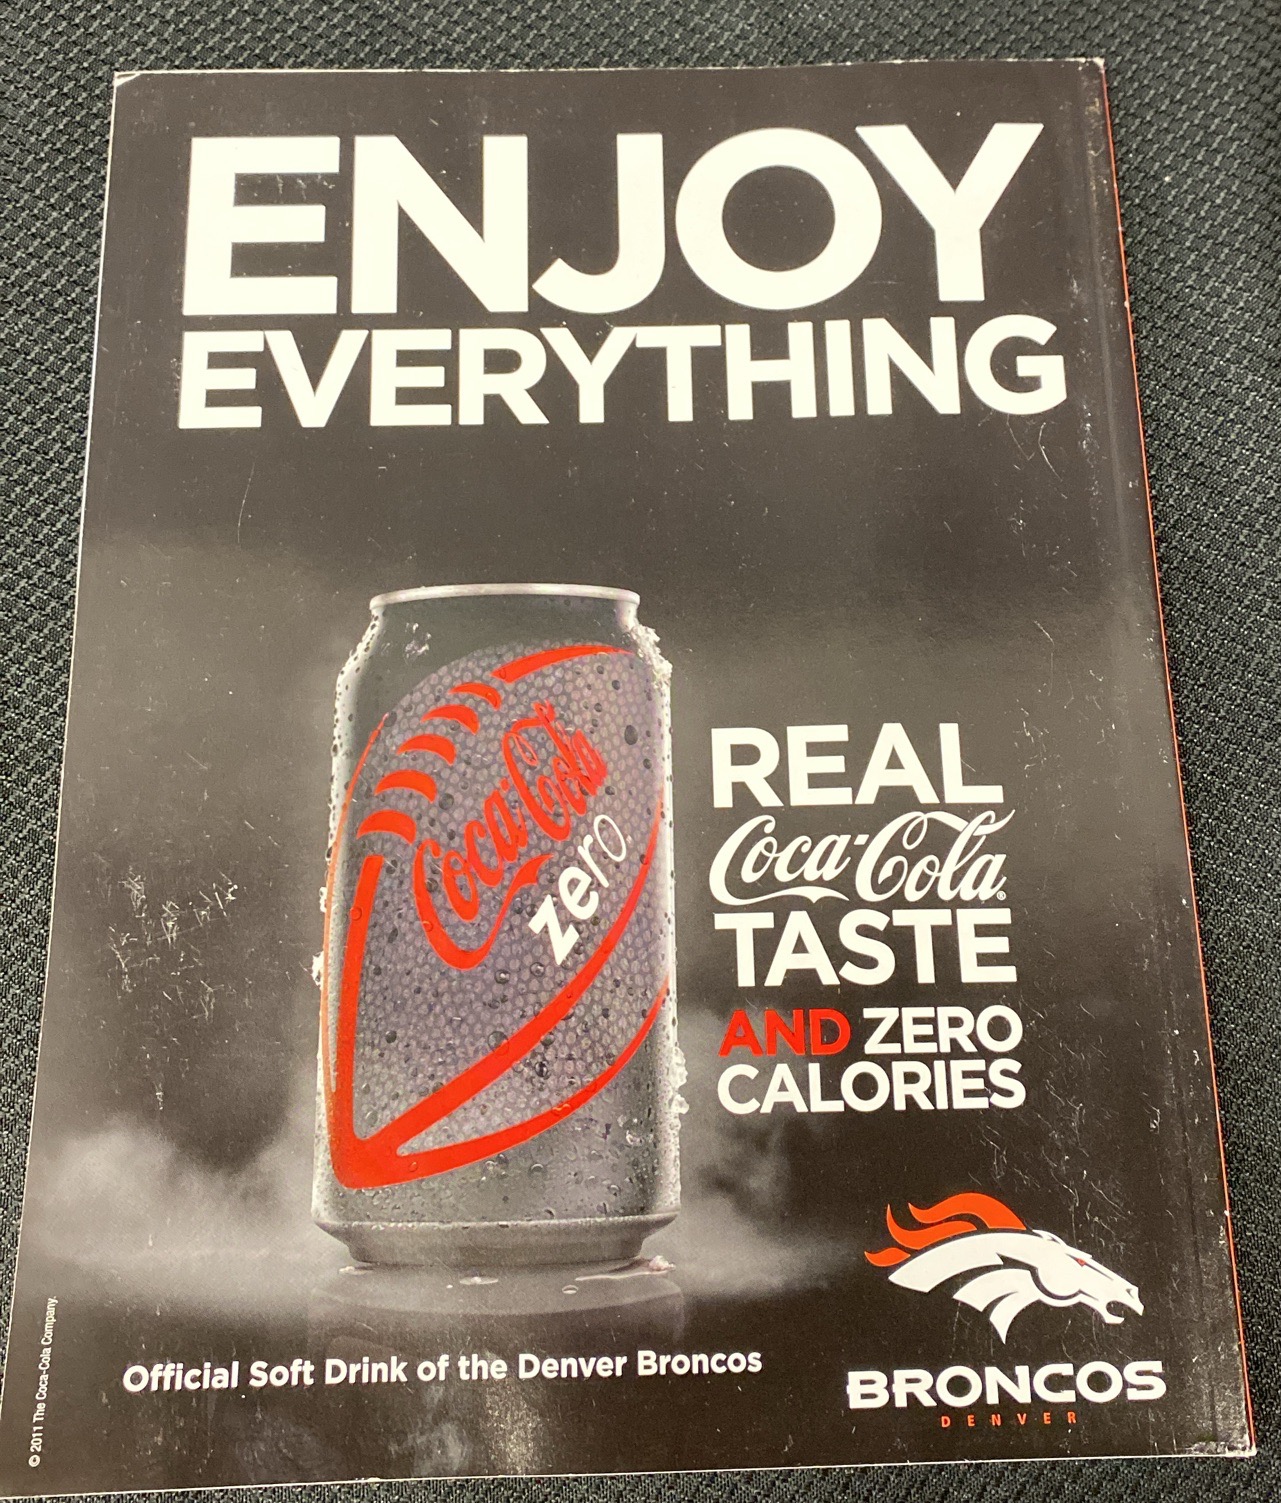 ENJOY
EVERYTHING
Coca-Cola
zero
REAL
Coca-Cola®
TASTE
AND ZERO
CALORIES
Official Soft Drink of the Denver Broncos
BRONCOS
DENVER
© 2011 The Coca-Cola Company.